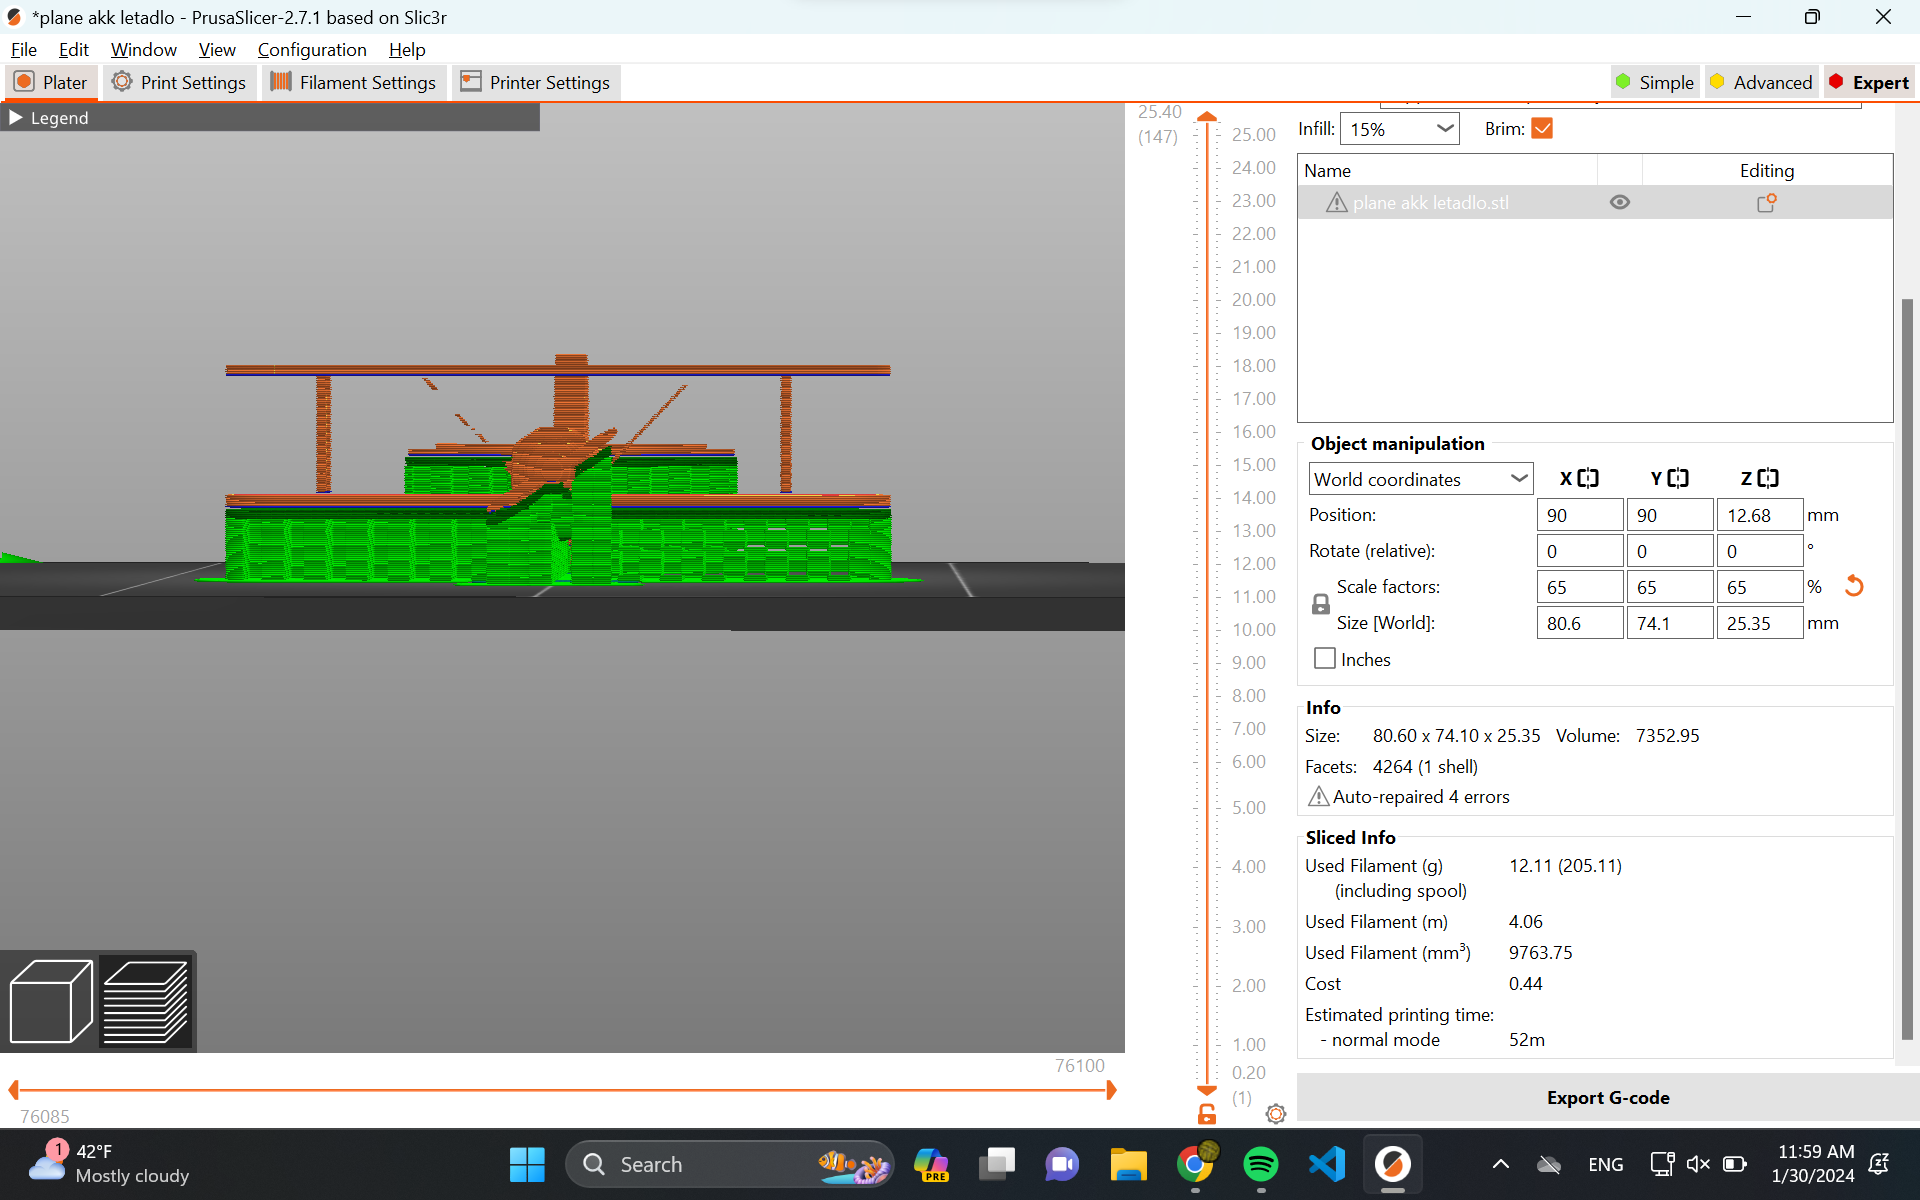 *plane akk letadlo - PrusaSlicer-2.7.1 based on Slic3r
File Edit Window View Configuration Help
Plater Print Settings Filament Settings Printer Settings Simple Advanced Expert
Legend
25.40
(147)
25.00
24.00
23.00
22.00
21.00
20.00
19.00
18.00
17.00
16.00
15.00
14.00
13.00
12.00
11.00
10.00
9.00
8.00
7.00
6.00
5.00
4.00
3.00
2.00
1.00
0.20
(1)
76100
76085
Infill: 15% Brim:
Name Editing
plane akk letadlo.stl
Object manipulation
World coordinates X Y Z
Position: 90 90 12.68 mm
Rotate (relative): 0 0 0 °
Scale factors: 65 65 65 %
Size [World]: 80.6 74.1 25.35 mm
Inches
Info
Size: 80.60 x 74.10 x 25.35 Volume: 7352.95
Facets: 4264 (1 shell)
Auto-repaired 4 errors
Sliced Info
Used Filament (g) 12.11 (205.11)
(including spool)
Used Filament (m) 4.06
Used Filament (mm³) 9763.75
Cost 0.44
Estimated printing time:
- normal mode 52m
Export G-code
1 42°F
Mostly cloudy
Search
PRE
ENG
11:59 AM
1/30/2024